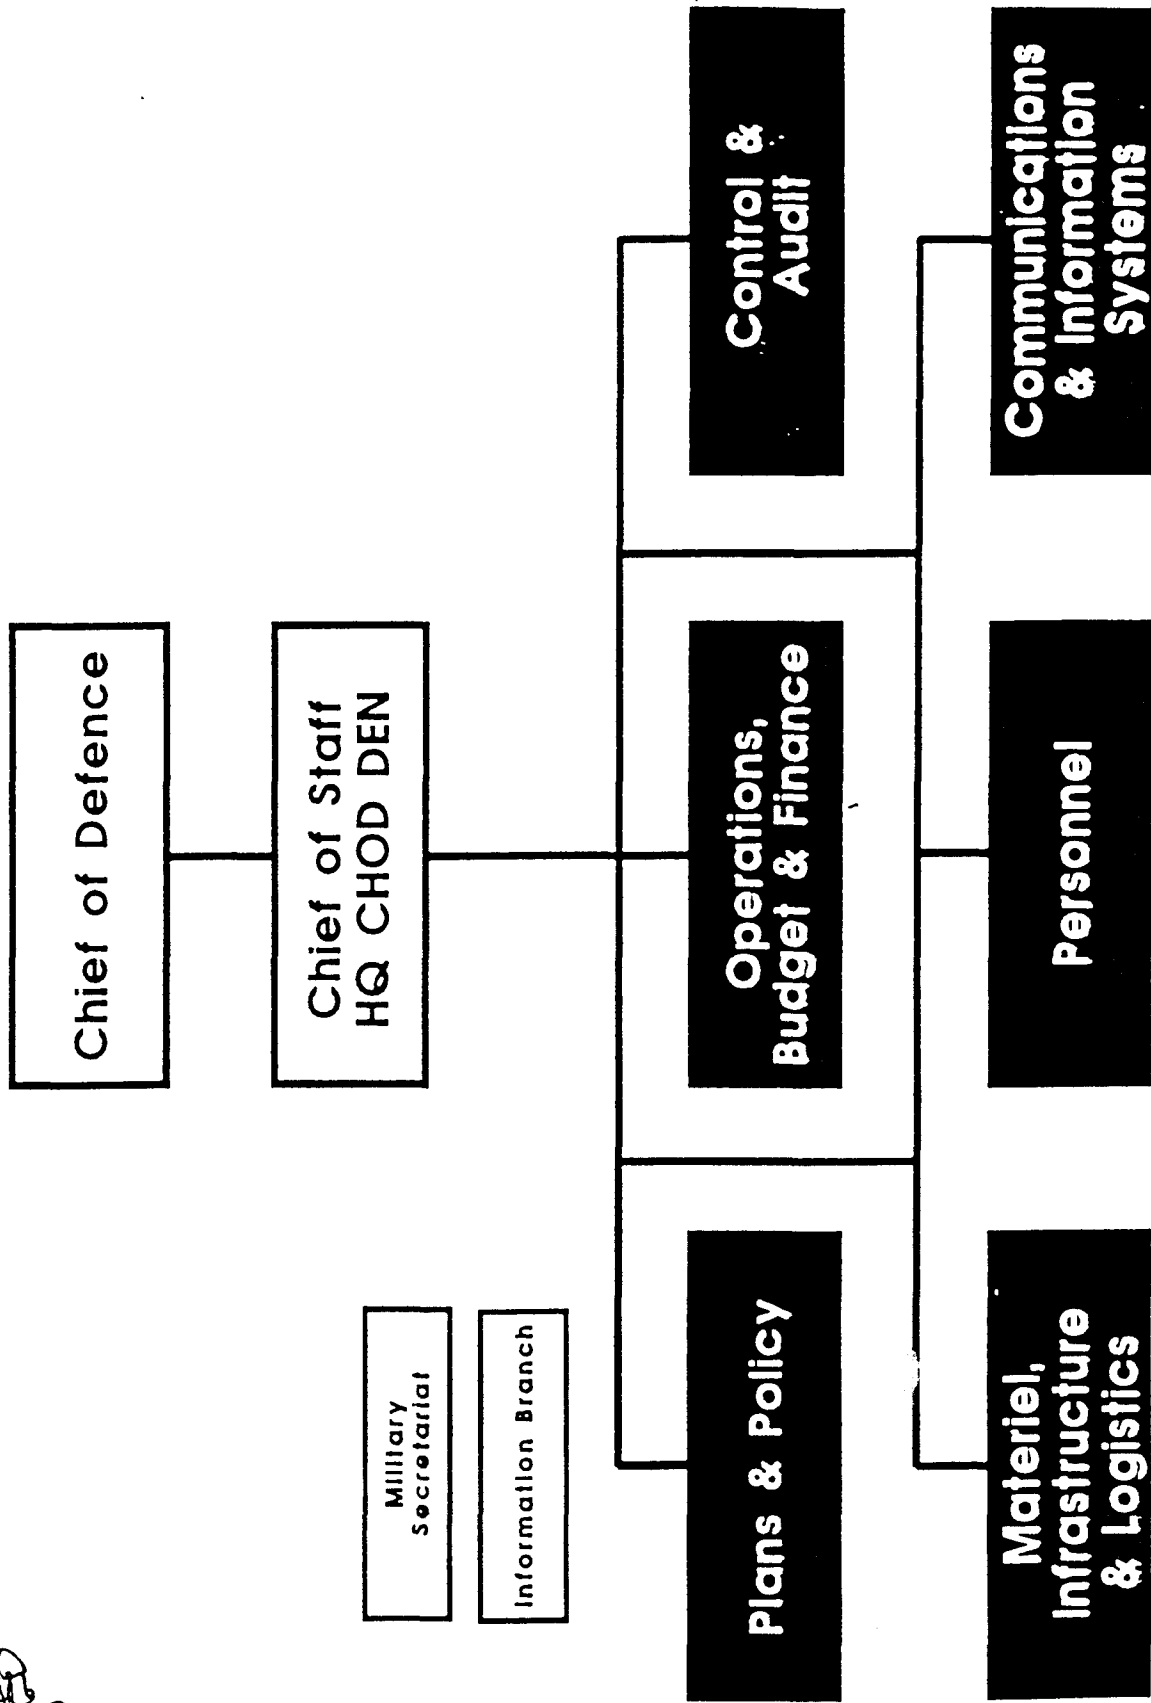 Chief of Defence
Chief of Staff
HQ CHOD DEN
Military
Secretariat
Information Branch
Plans & Policy
Operations,
Budget & Finance
Control &
Audit
Materiel,
Infrastructure
& Logistics
Personnel
Communications
& Information
Systems